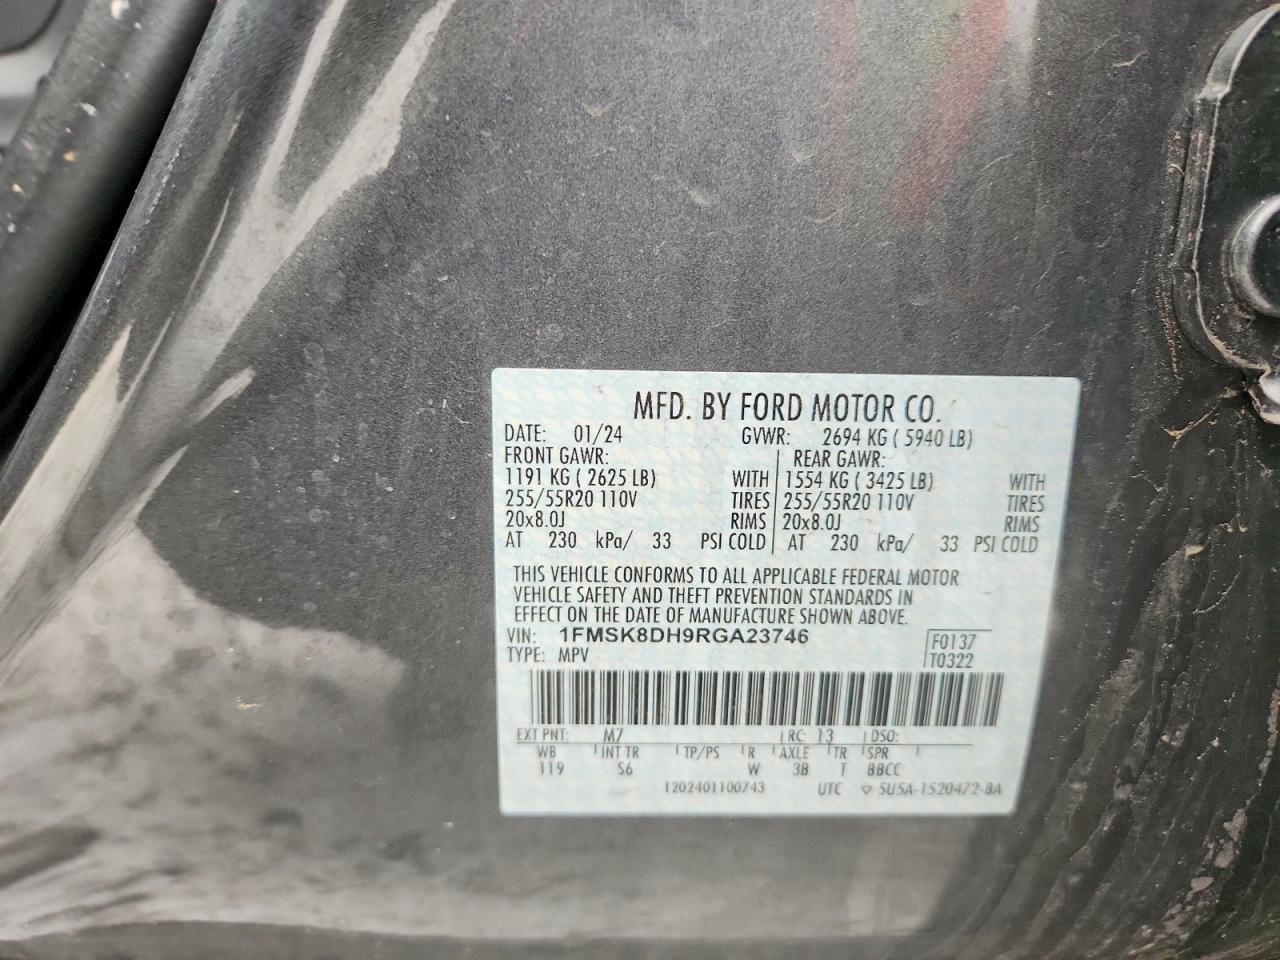 MFD. BY FORD MOTOR CO.
DATE: 01/24 GVWR: 2694 KG ( 5940 LB)
FRONT GAWR: REAR GAWR:
1191 KG ( 2625 LB) WITH 1554 KG ( 3425 LB) WITH
255/55R20 110V TIRES 255/55R20 110V TIRES
20x8.0J RIMS 20x8.0J RIMS
AT 230 kPa/ 33 PSI COLD AT 230 kPa/ 33 PSI COLD
THIS VEHICLE CONFORMS TO ALL APPLICABLE FEDERAL MOTOR
VEHICLE SAFETY AND THEFT PREVENTION STANDARDS IN
EFFECT ON THE DATE OF MANUFACTURE SHOWN ABOVE.
VIN: 1FMSK8DH9RGA23746 F0137
TYPE: MPV T0322
EXT PNT: M7 RC: 13 DSO:
WB INT TR TP/PS R AXLE TR SPR
119 S6 W 3B T BBCC
1202401100743 UTC ▽ 5U5A-1520472-BA